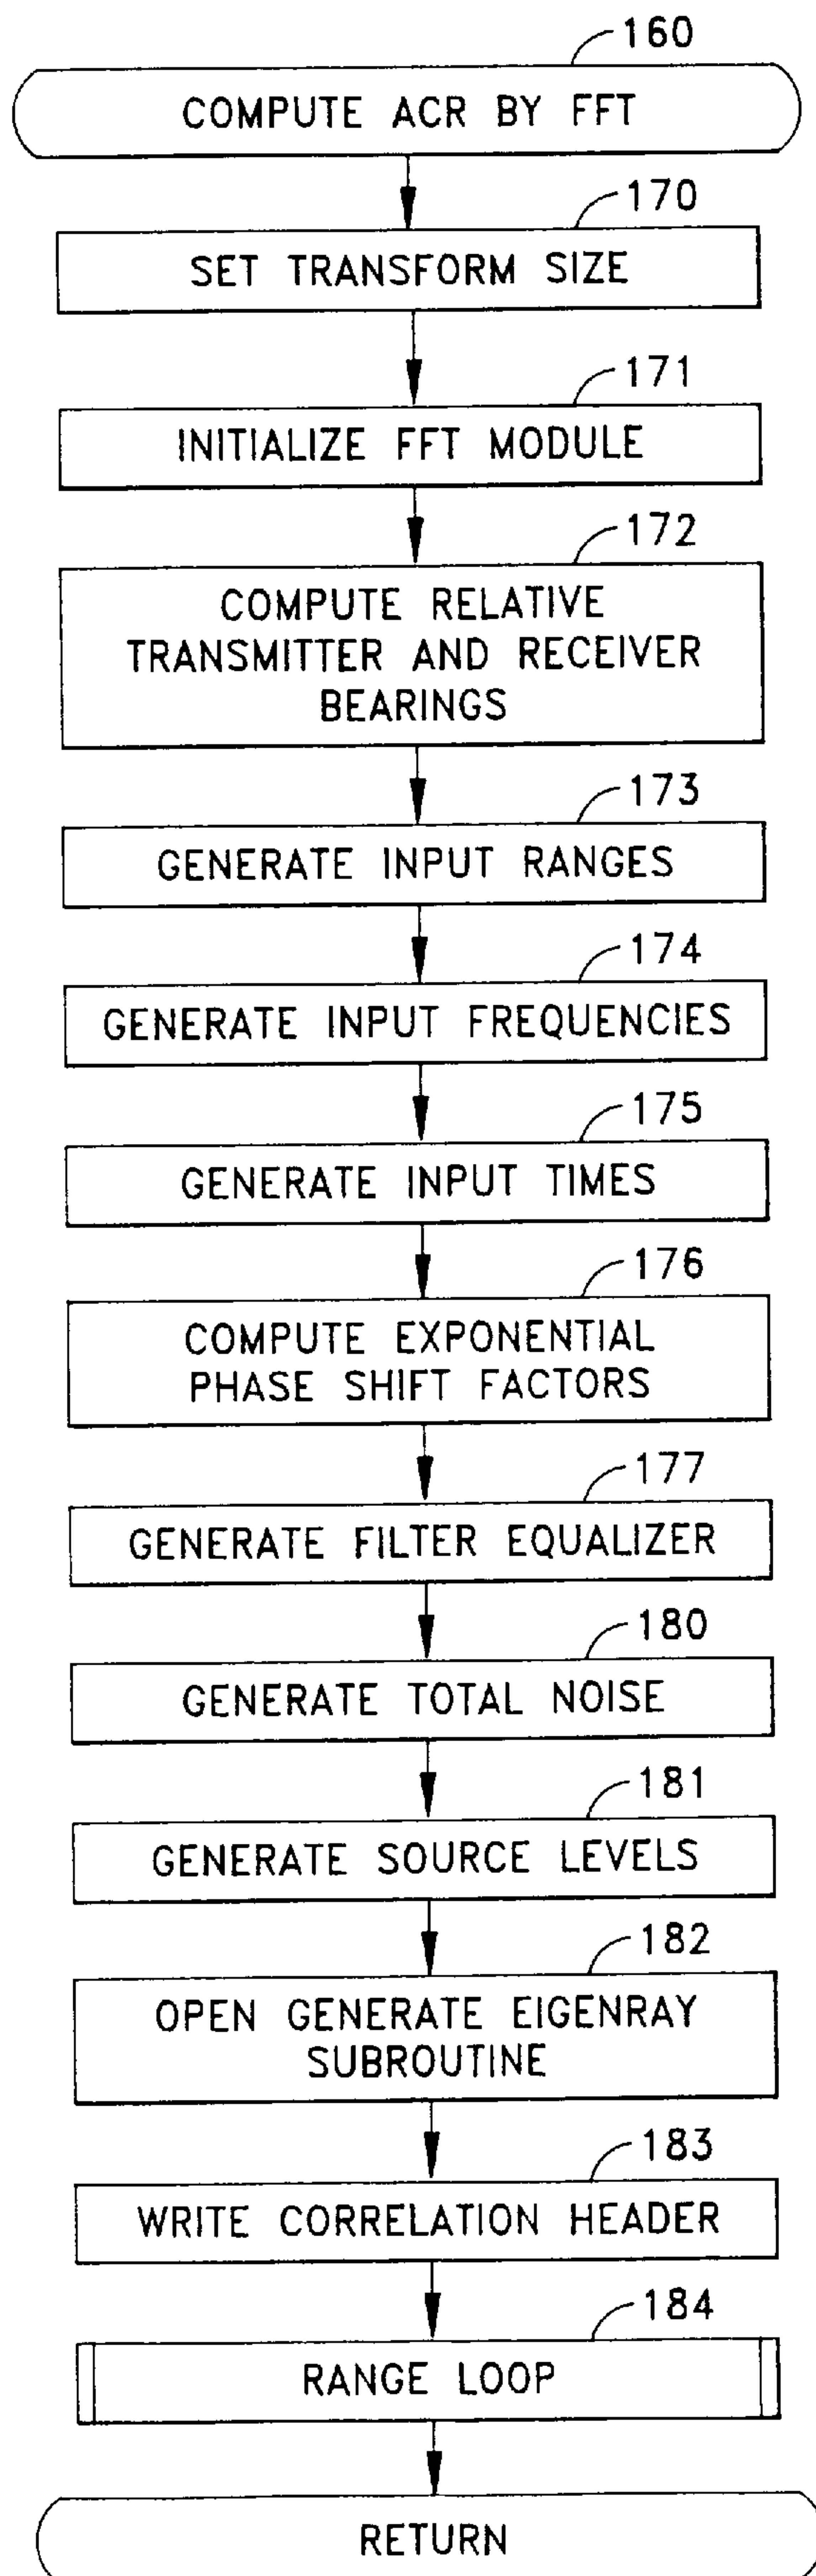 160
COMPUTE ACR BY FFT
170
SET TRANSFORM SIZE
171
INITIALIZE FFT MODULE
172
COMPUTE RELATIVE
TRANSMITTER AND RECEIVER
BEARINGS
173
GENERATE INPUT RANGES
174
GENERATE INPUT FREQUENCIES
175
GENERATE INPUT TIMES
176
COMPUTE EXPONENTIAL
PHASE SHIFT FACTORS
177
GENERATE FILTER EQUALIZER
180
GENERATE TOTAL NOISE
181
GENERATE SOURCE LEVELS
182
OPEN GENERATE EIGENRAY
SUBROUTINE
183
WRITE CORRELATION HEADER
184
RANGE LOOP
RETURN